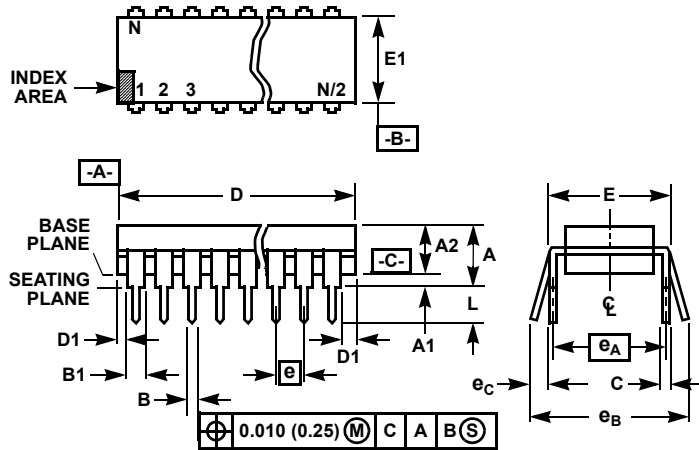 N
INDEX
AREA
1 2 3 N/2
E1
-B-
-A-
D
E
BASE
PLANE
A2
A
-C-
SEATING
PLANE
L
℄
D1
A1
D1
eA
B1
e
eC
C
B
eB
⌖ 0.010 (0.25) Ⓜ C A B Ⓢ